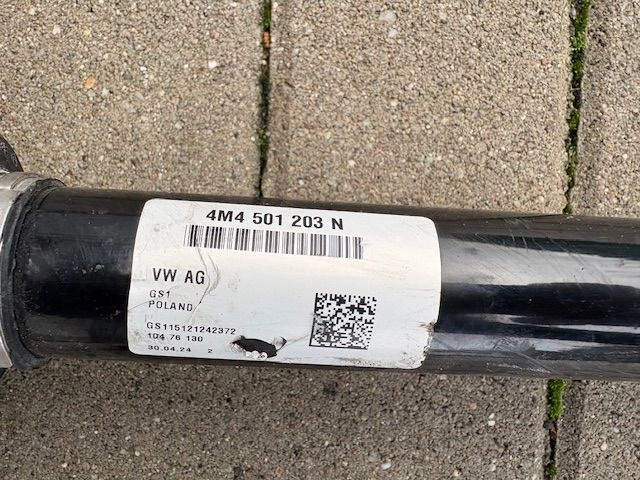 4M4 501 203 N
VW AG
GS1
POLAND
GS115121242372
104 76 130
30.04.24 2